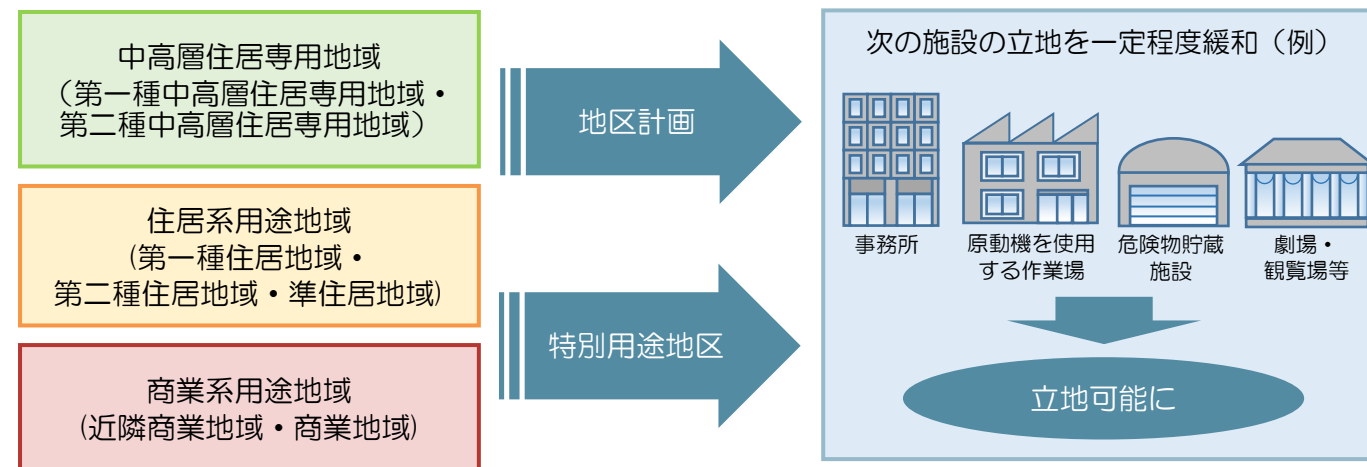 中高層住居専用地域
(第一種中高層住居専用地域・
第二種中高層住居専用地域)
住居系用途地域
(第一種住居地域・
第二種住居地域・準住居地域)
商業系用途地域
(近隣商業地域・商業地域)
地区計画
特別用途地区
次の施設の立地を一定程度緩和(例)
事務所
原動機を使用
する作業場
危険物貯蔵
施設
劇場・
観覧場等
立地可能に